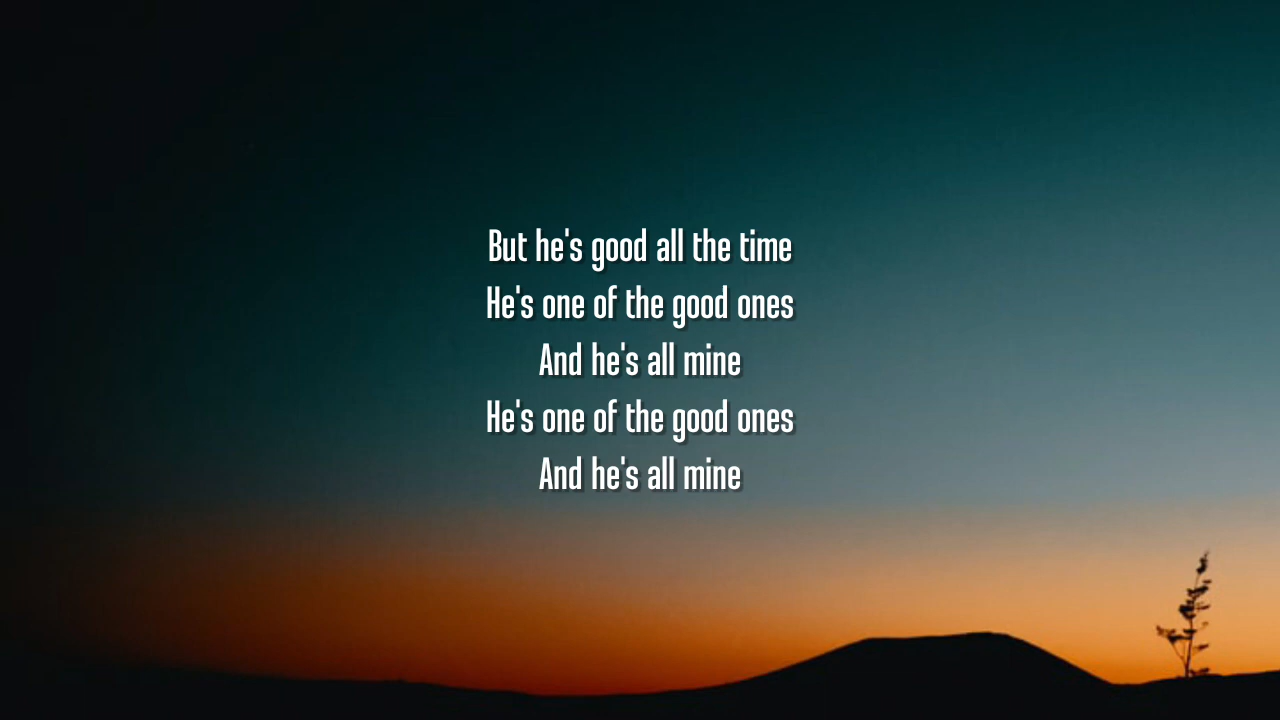 But he's good all the time
He's one of the good ones
And he's all mine
He's one of the good ones
And he's all mine